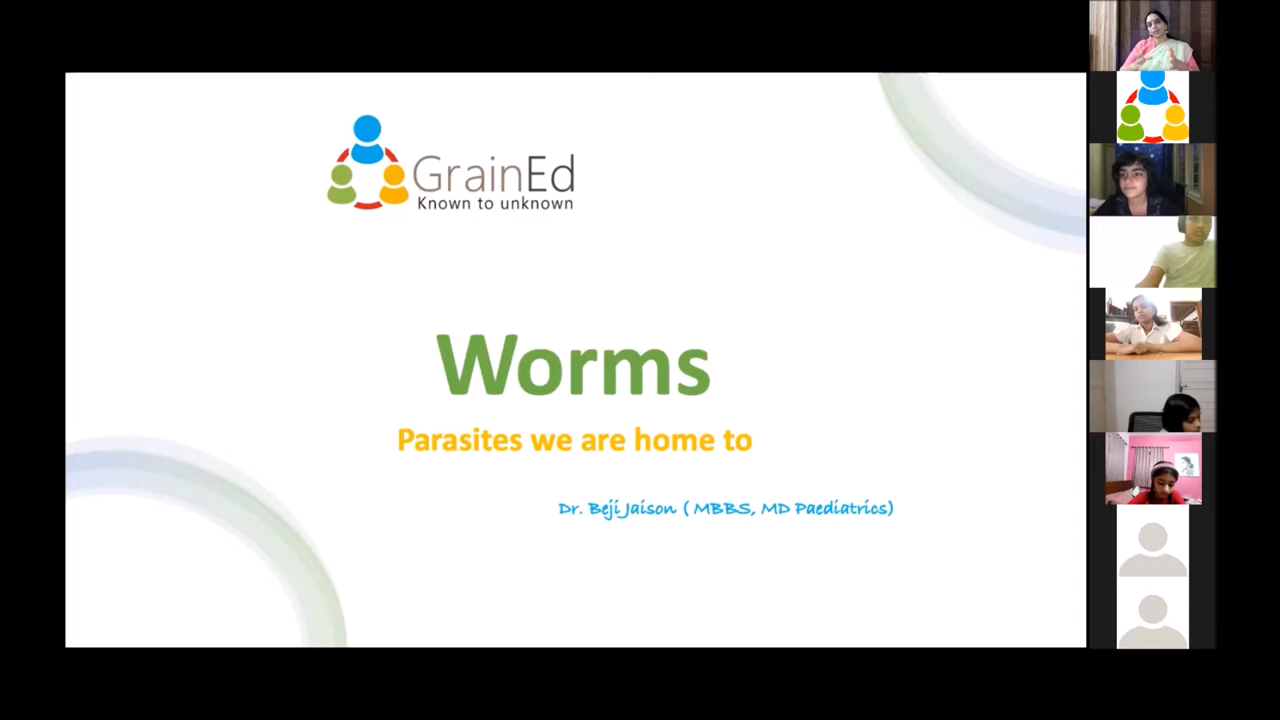 GrainEd
Known to unknown
Worms
Parasites we are home to
Dr. Beji Jaison ( MBBS, MD Paediatrics)